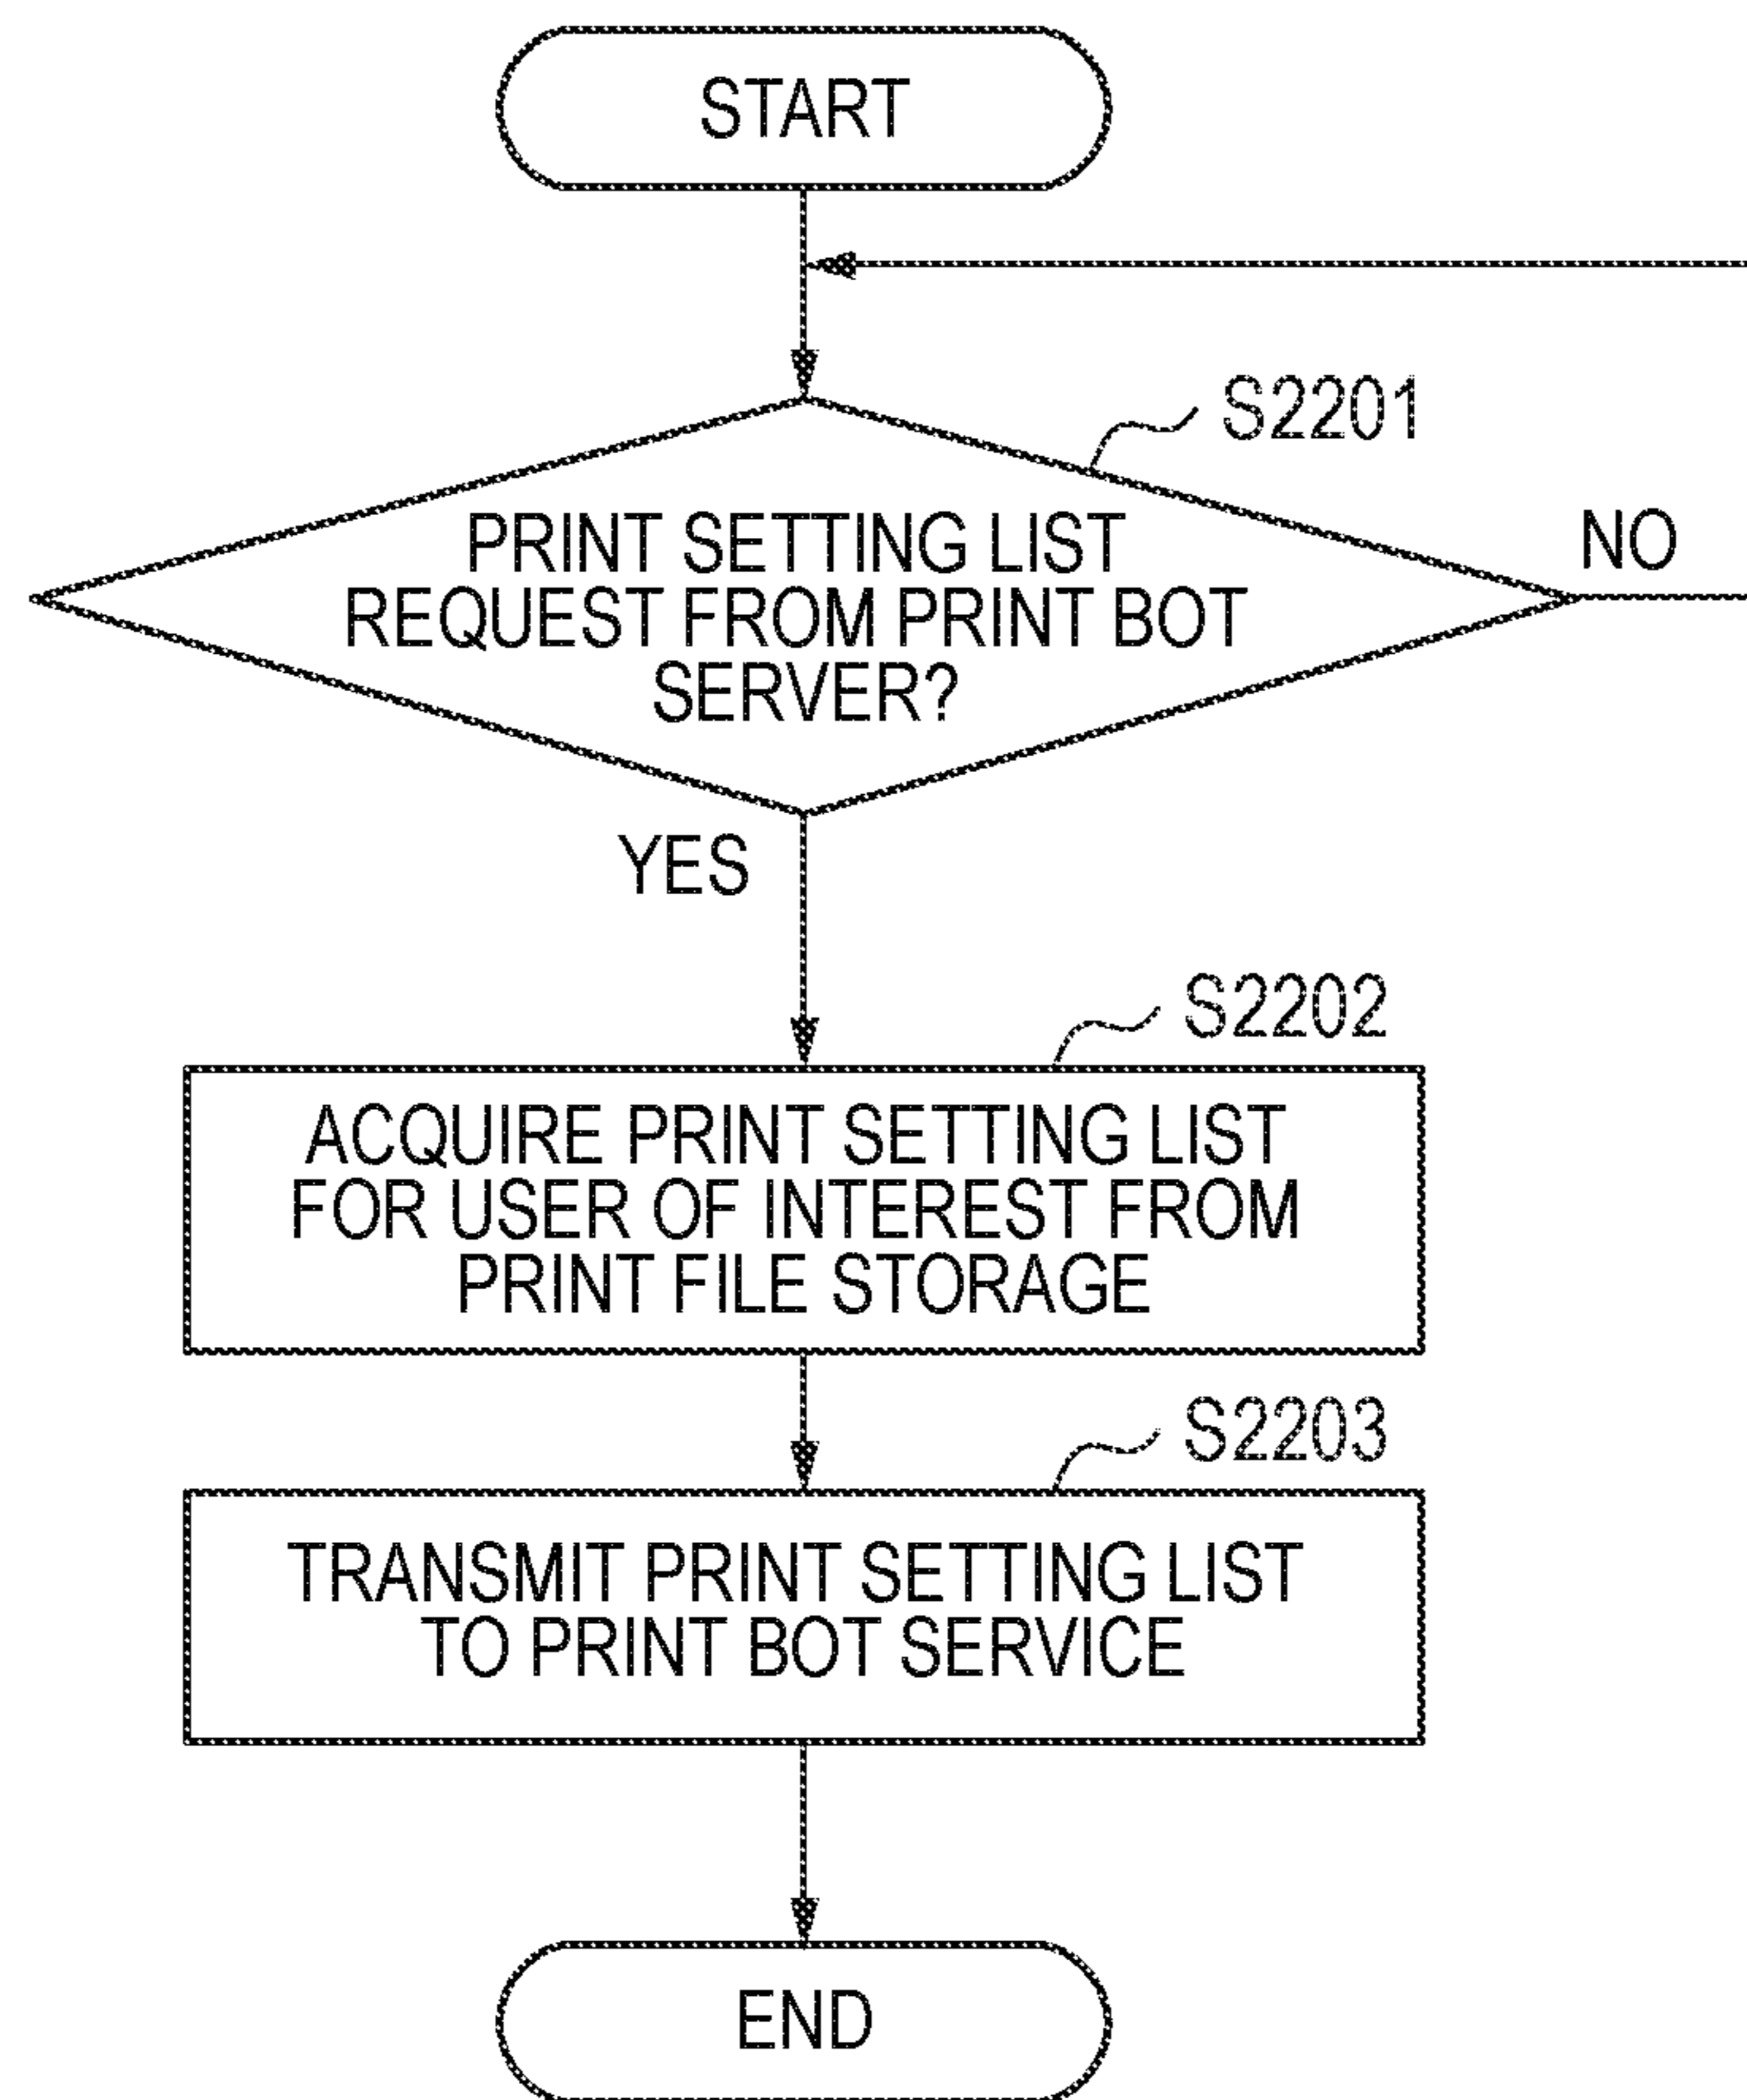 START
S2201
PRINT SETTING LIST
REQUEST FROM PRINT BOT
SERVER?
NO
YES
S2202
ACQUIRE PRINT SETTING LIST
FOR USER OF INTEREST FROM
PRINT FILE STORAGE
S2203
TRANSMIT PRINT SETTING LIST
TO PRINT BOT SERVICE
END